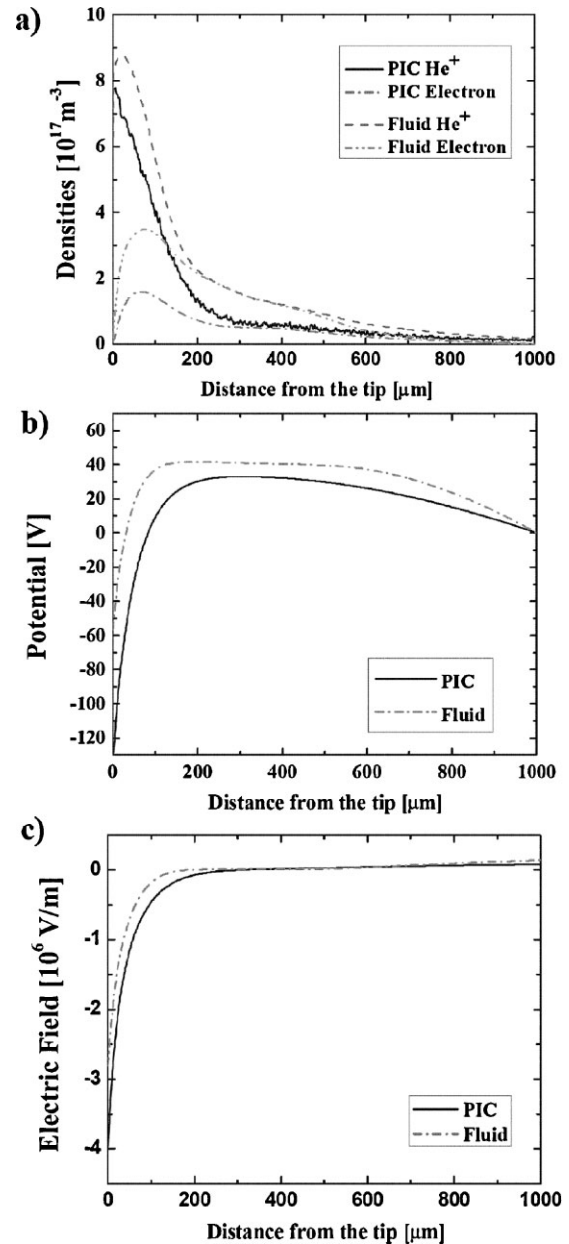 a)
Densities [10^17 m^-3]
10
8
6
4
2
0
PIC He^+
PIC Electron
Fluid He^+
Fluid Electron
0 200 400 600 800 1000
Distance from the tip [μm]
b)
Potential [V]
60
40
20
0
-20
-40
-60
-80
-100
-120
PIC
Fluid
0 200 400 600 800 1000
Distance from the tip [μm]
c)
Electric Field [10^6 V/m]
0
-1
-2
-3
-4
PIC
Fluid
0 200 400 600 800 1000
Distance from the tip [μm]